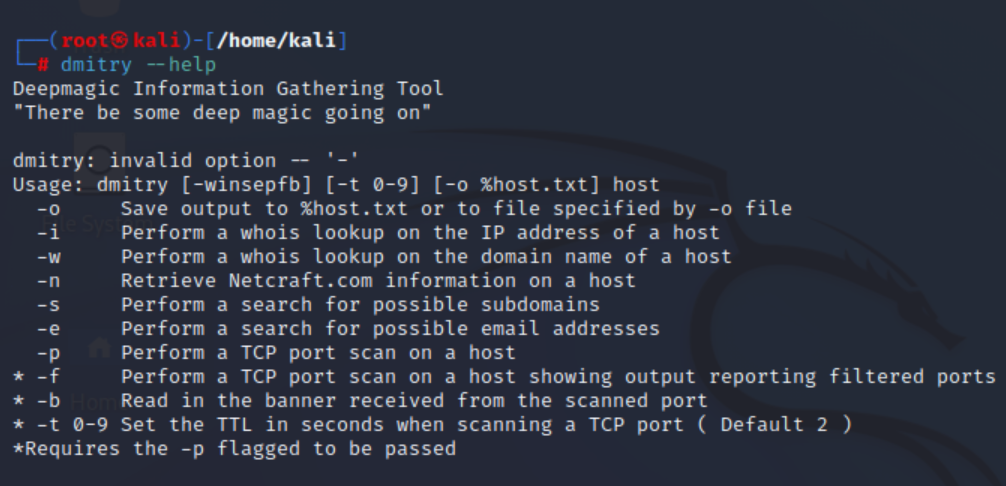 ┌──(root㉿kali)-[/home/kali]
└─# dmitry --help
Deepmagic Information Gathering Tool
"There be some deep magic going on"

dmitry: invalid option -- '-'
Usage: dmitry [-winsepfb] [-t 0-9] [-o %host.txt] host
  -o     Save output to %host.txt or to file specified by -o file
  -i     Perform a whois lookup on the IP address of a host
  -w     Perform a whois lookup on the domain name of a host
  -n     Retrieve Netcraft.com information on a host
  -s     Perform a search for possible subdomains
  -e     Perform a search for possible email addresses
  -p     Perform a TCP port scan on a host
* -f     Perform a TCP port scan on a host showing output reporting filtered ports
* -b     Read in the banner received from the scanned port
* -t 0-9 Set the TTL in seconds when scanning a TCP port ( Default 2 )
*Requires the -p flagged to be passed